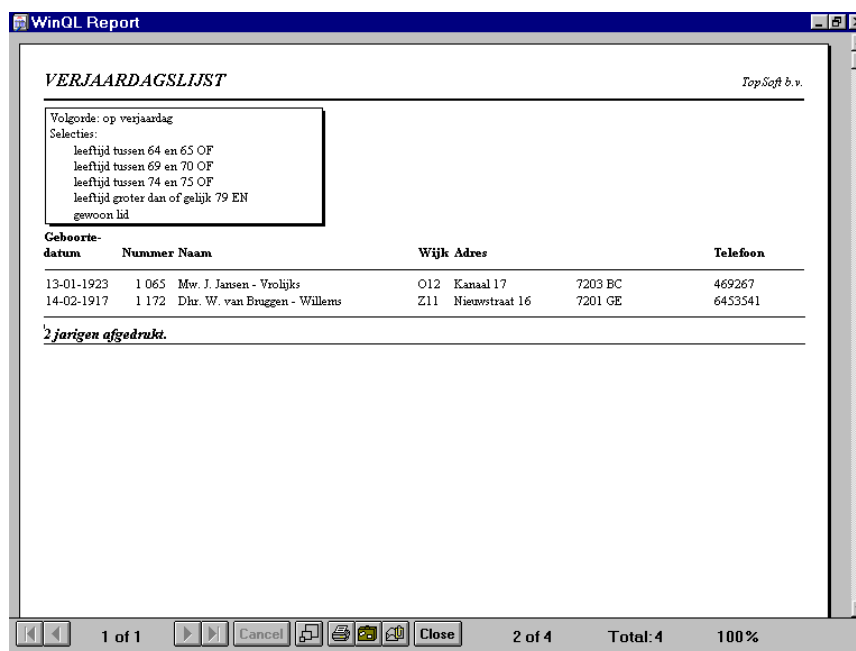 WinQL Report
VERJAARDAGSLIJST TopSoft b.v.
Volgorde: op verjaardag
Selecties:
leeftijd tussen 64 en 65 OF
leeftijd tussen 69 en 70 OF
leeftijd tussen 74 en 75 OF
leeftijd groter dan of gelijk 79 EN
gewoon lid
Geboorte-
datum Nummer Naam Wijk Adres Telefoon
13-01-1923 1 065 Mw. J. Jansen - Vrolijks O12 Kanaal 17 7203 BC 469267
14-02-1917 1 172 Dhr. W. van Bruggen - Willems Z11 Nieuwstraat 16 7201 GE 6453541
2 jarigen afgedrukt.
1 of 1 Cancel Close 2 of 4 Total:4 100%